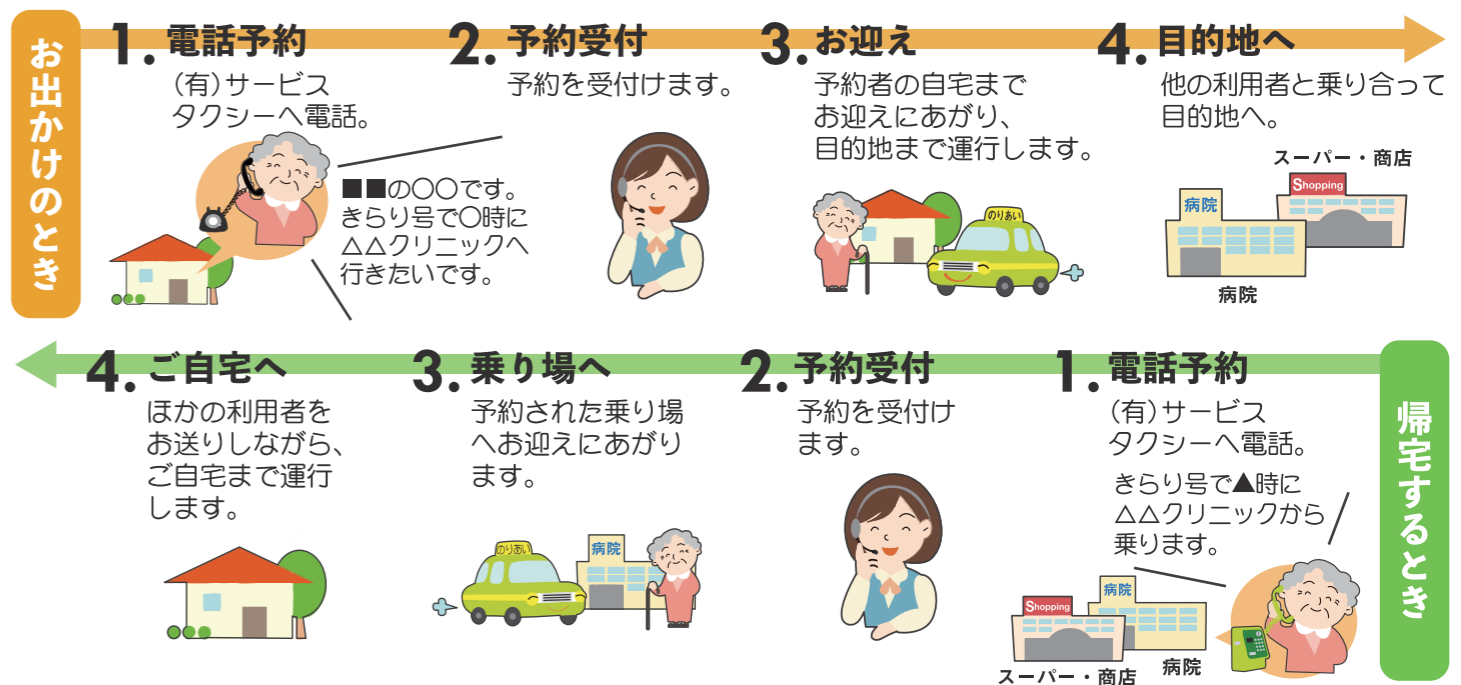 お出かけのとき
1. 電話予約
(有)サービス
タクシーへ電話。
■■の〇〇です。
きらり号で〇時に
△△クリニックへ
行きたいです。
2. 予約受付
予約を受付けます。
3. お迎え
予約者の自宅まで
お迎えにあがり、
目的地まで運行します。
のりあい
4. 目的地へ
他の利用者と乗り合って
目的地へ。
スーパー・商店
Shopping
病院
病院
帰宅するとき
1. 電話予約
(有)サービス
タクシーへ電話。
きらり号で▲時に
△△クリニックから
乗ります。
Shopping
病院
スーパー・商店
病院
2. 予約受付
予約を受付け
ます。
3. 乗り場へ
予約された乗り場
へお迎えにあがり
ます。
のりあい
病院
4. ご自宅へ
ほかの利用者を
お送りしながら、
ご自宅まで運行
します。